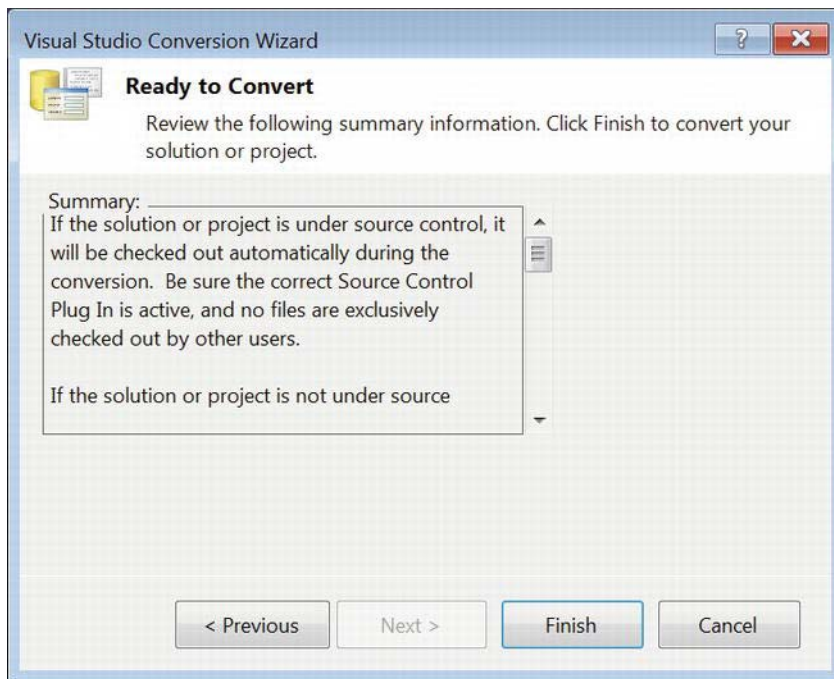 Visual Studio Conversion Wizard
Ready to Convert
Review the following summary information. Click Finish to convert your
solution or project.
Summary:
If the solution or project is under source control, it
will be checked out automatically during the
conversion.  Be sure the correct Source Control
Plug In is active, and no files are exclusively
checked out by other users.
If the solution or project is not under source
< Previous
Next >
Finish
Cancel